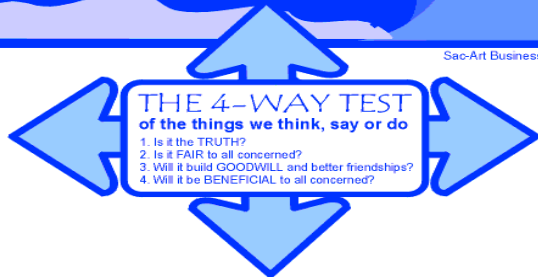 Sac-Art Business
THE 4-WAY TEST
of the things we think, say or do
1. Is it the TRUTH?
2. Is it FAIR to all concerned?
3. Will it build GOODWILL and better friendships?
4. Will it be BENEFICIAL to all concerned?